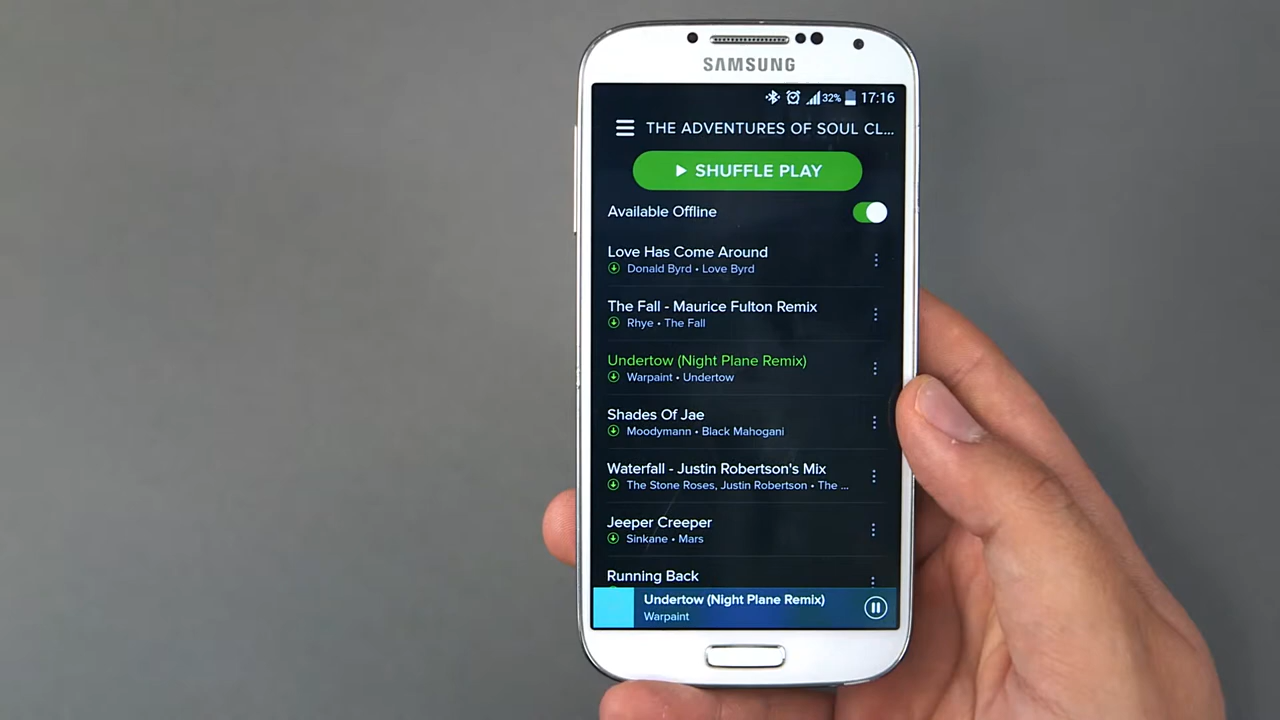 SAMSUNG
32% 17:16
THE ADVENTURES OF SOUL CL...
SHUFFLE PLAY
Available Offline
Love Has Come Around
Donald Byrd • Love Byrd
The Fall - Maurice Fulton Remix
Rhye • The Fall
Undertow (Night Plane Remix)
Warpaint • Undertow
Shades Of Jae
Moodymann • Black Mahogani
Waterfall - Justin Robertson's Mix
The Stone Roses, Justin Robertson • The ...
Jeeper Creeper
Sinkane • Mars
Running Back
Undertow (Night Plane Remix)
Warpaint